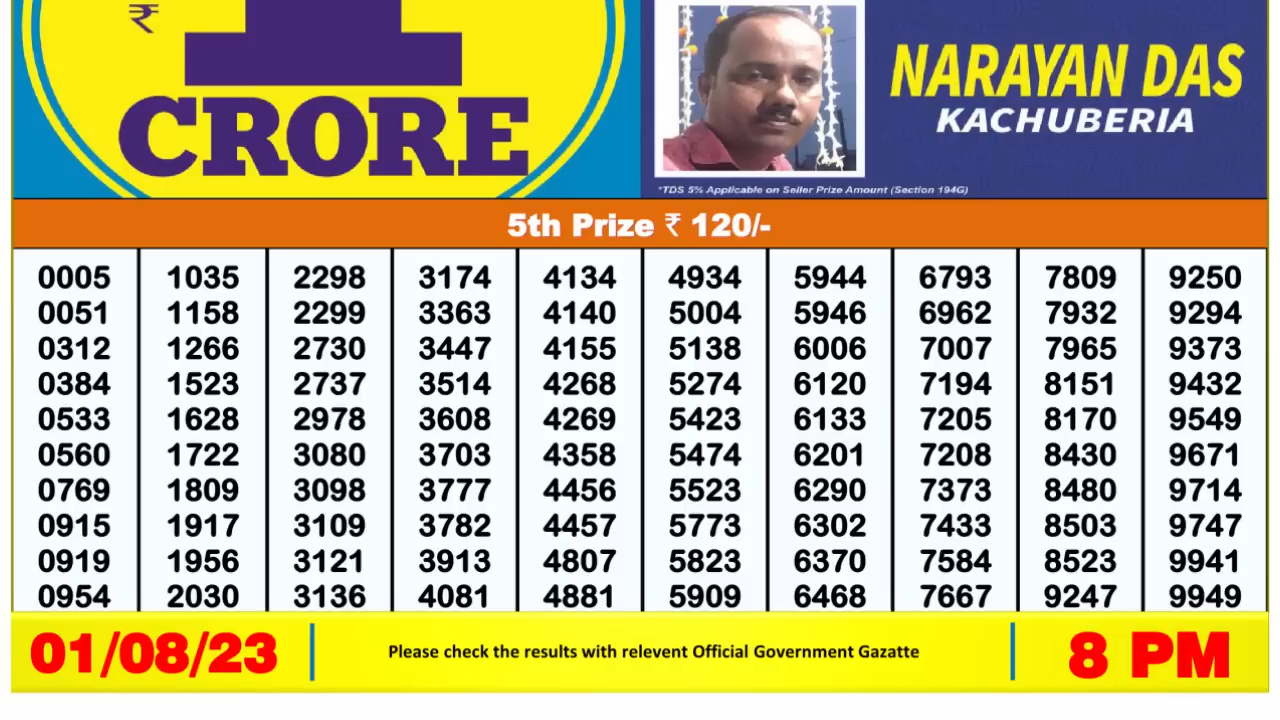 ₹
1
CRORE
NARAYAN DAS
KACHUBERIA
*TDS 5% Applicable on Seller Prize Amount (Section 194G)
5th Prize ₹ 120/-
0005 1035 2298 3174 4134 4934 5944 6793 7809 9250
0051 1158 2299 3363 4140 5004 5946 6962 7932 9294
0312 1266 2730 3447 4155 5138 6006 7007 7965 9373
0384 1523 2737 3514 4268 5274 6120 7194 8151 9432
0533 1628 2978 3608 4269 5423 6133 7205 8170 9549
0560 1722 3080 3703 4358 5474 6201 7208 8430 9671
0769 1809 3098 3777 4456 5523 6290 7373 8480 9714
0915 1917 3109 3782 4457 5773 6302 7433 8503 9747
0919 1956 3121 3913 4807 5823 6370 7584 8523 9941
0954 2030 3136 4081 4881 5909 6468 7667 9247 9949
01/08/23
Please check the results with relevent Official Government Gazatte
8 PM